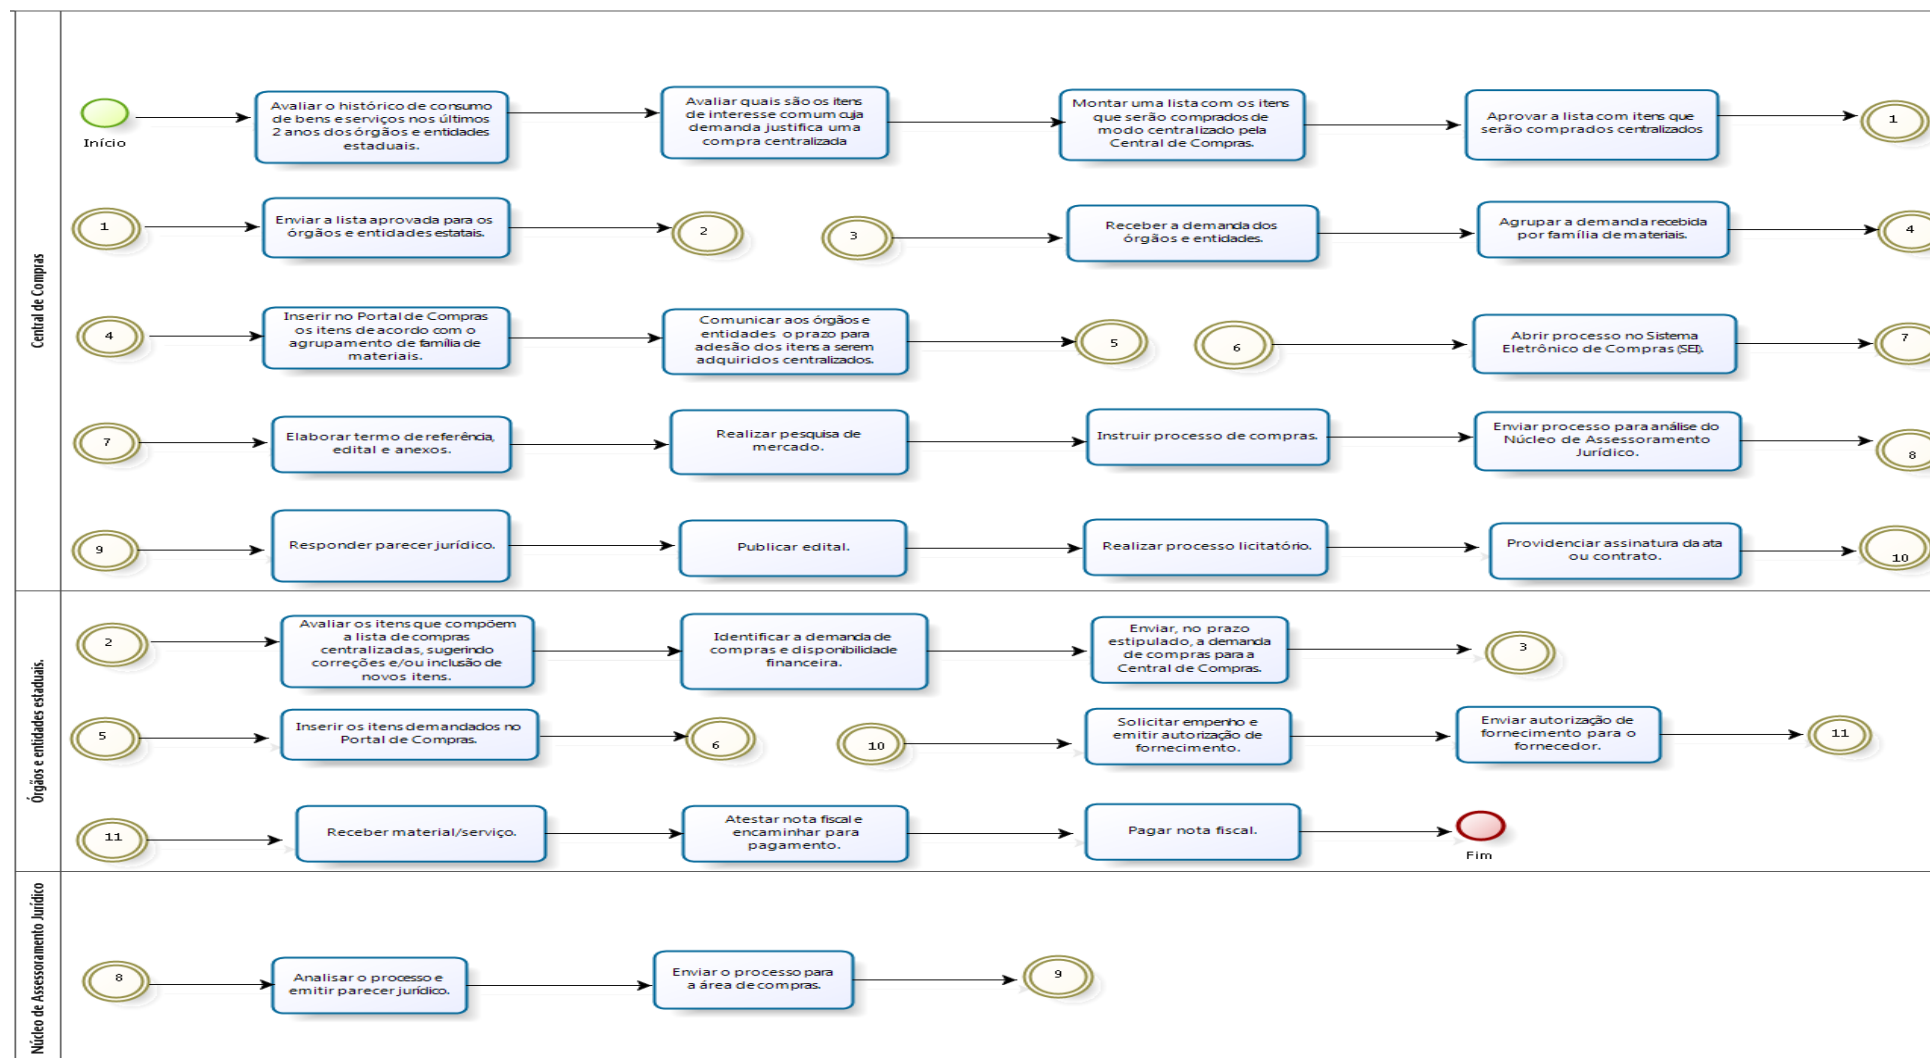 Central de Compras
Início
Avaliar o histórico de consumo
de bens e serviços nos últimos
2 anos dos órgãos e entidades
estaduais.
Avaliar quais são os itens
de interesse comum cuja
demanda justifica uma
compra centralizada
Montar uma lista com os itens
que serão comprados de
modo centralizado pela
Central de Compras.
Aprovar a lista com itens que
serão comprados centralizados
1
1
Enviar a lista aprovada para os
órgãos e entidades estatais.
2
3
Receber a demanda dos
órgãos e entidades.
Agrupar a demanda recebida
por família de materiais.
4
4
Inserir no Portal de Compras
os itens de acordo com o
agrupamento de família de
materiais.
Comunicar aos órgãos e
entidades o prazo para
adesão dos itens a serem
adquiridos centralizados.
5
6
Abrir processo no Sistema
Eletrônico de Compras (SEI).
7
7
Elaborar termo de referência,
edital e anexos.
Realizar pesquisa de
mercado.
Instruir processo de compras.
Enviar processo para análise do
Núcleo de Assessoramento
Jurídico.
8
9
Responder parecer jurídico.
Publicar edital.
Realizar processo licitatório.
Providenciar assinatura da ata
ou contrato.
10
Órgãos e entidades estaduais.
2
Avaliar os itens que compõem
a lista de compras
centralizadas, sugerindo
correções e/ou inclusão de
novos itens.
Identificar a demanda de
compras e disponibilidade
financeira.
Enviar, no prazo
estipulado, a demanda
de compras para a
Central de Compras.
3
5
Inserir os itens demandados no
Portal de Compras.
6
10
Solicitar empenho e
emitir autorização de
fornecimento.
Enviar autorização de
fornecimento para o
fornecedor.
11
11
Receber material/serviço.
Atestar nota fiscal e
encaminhar para
pagamento.
Pagar nota fiscal.
Fim
Núcleo de Assessoramento Jurídico
8
Analisar o processo e
emitir parecer jurídico.
Enviar o processo para
a área de compras.
9